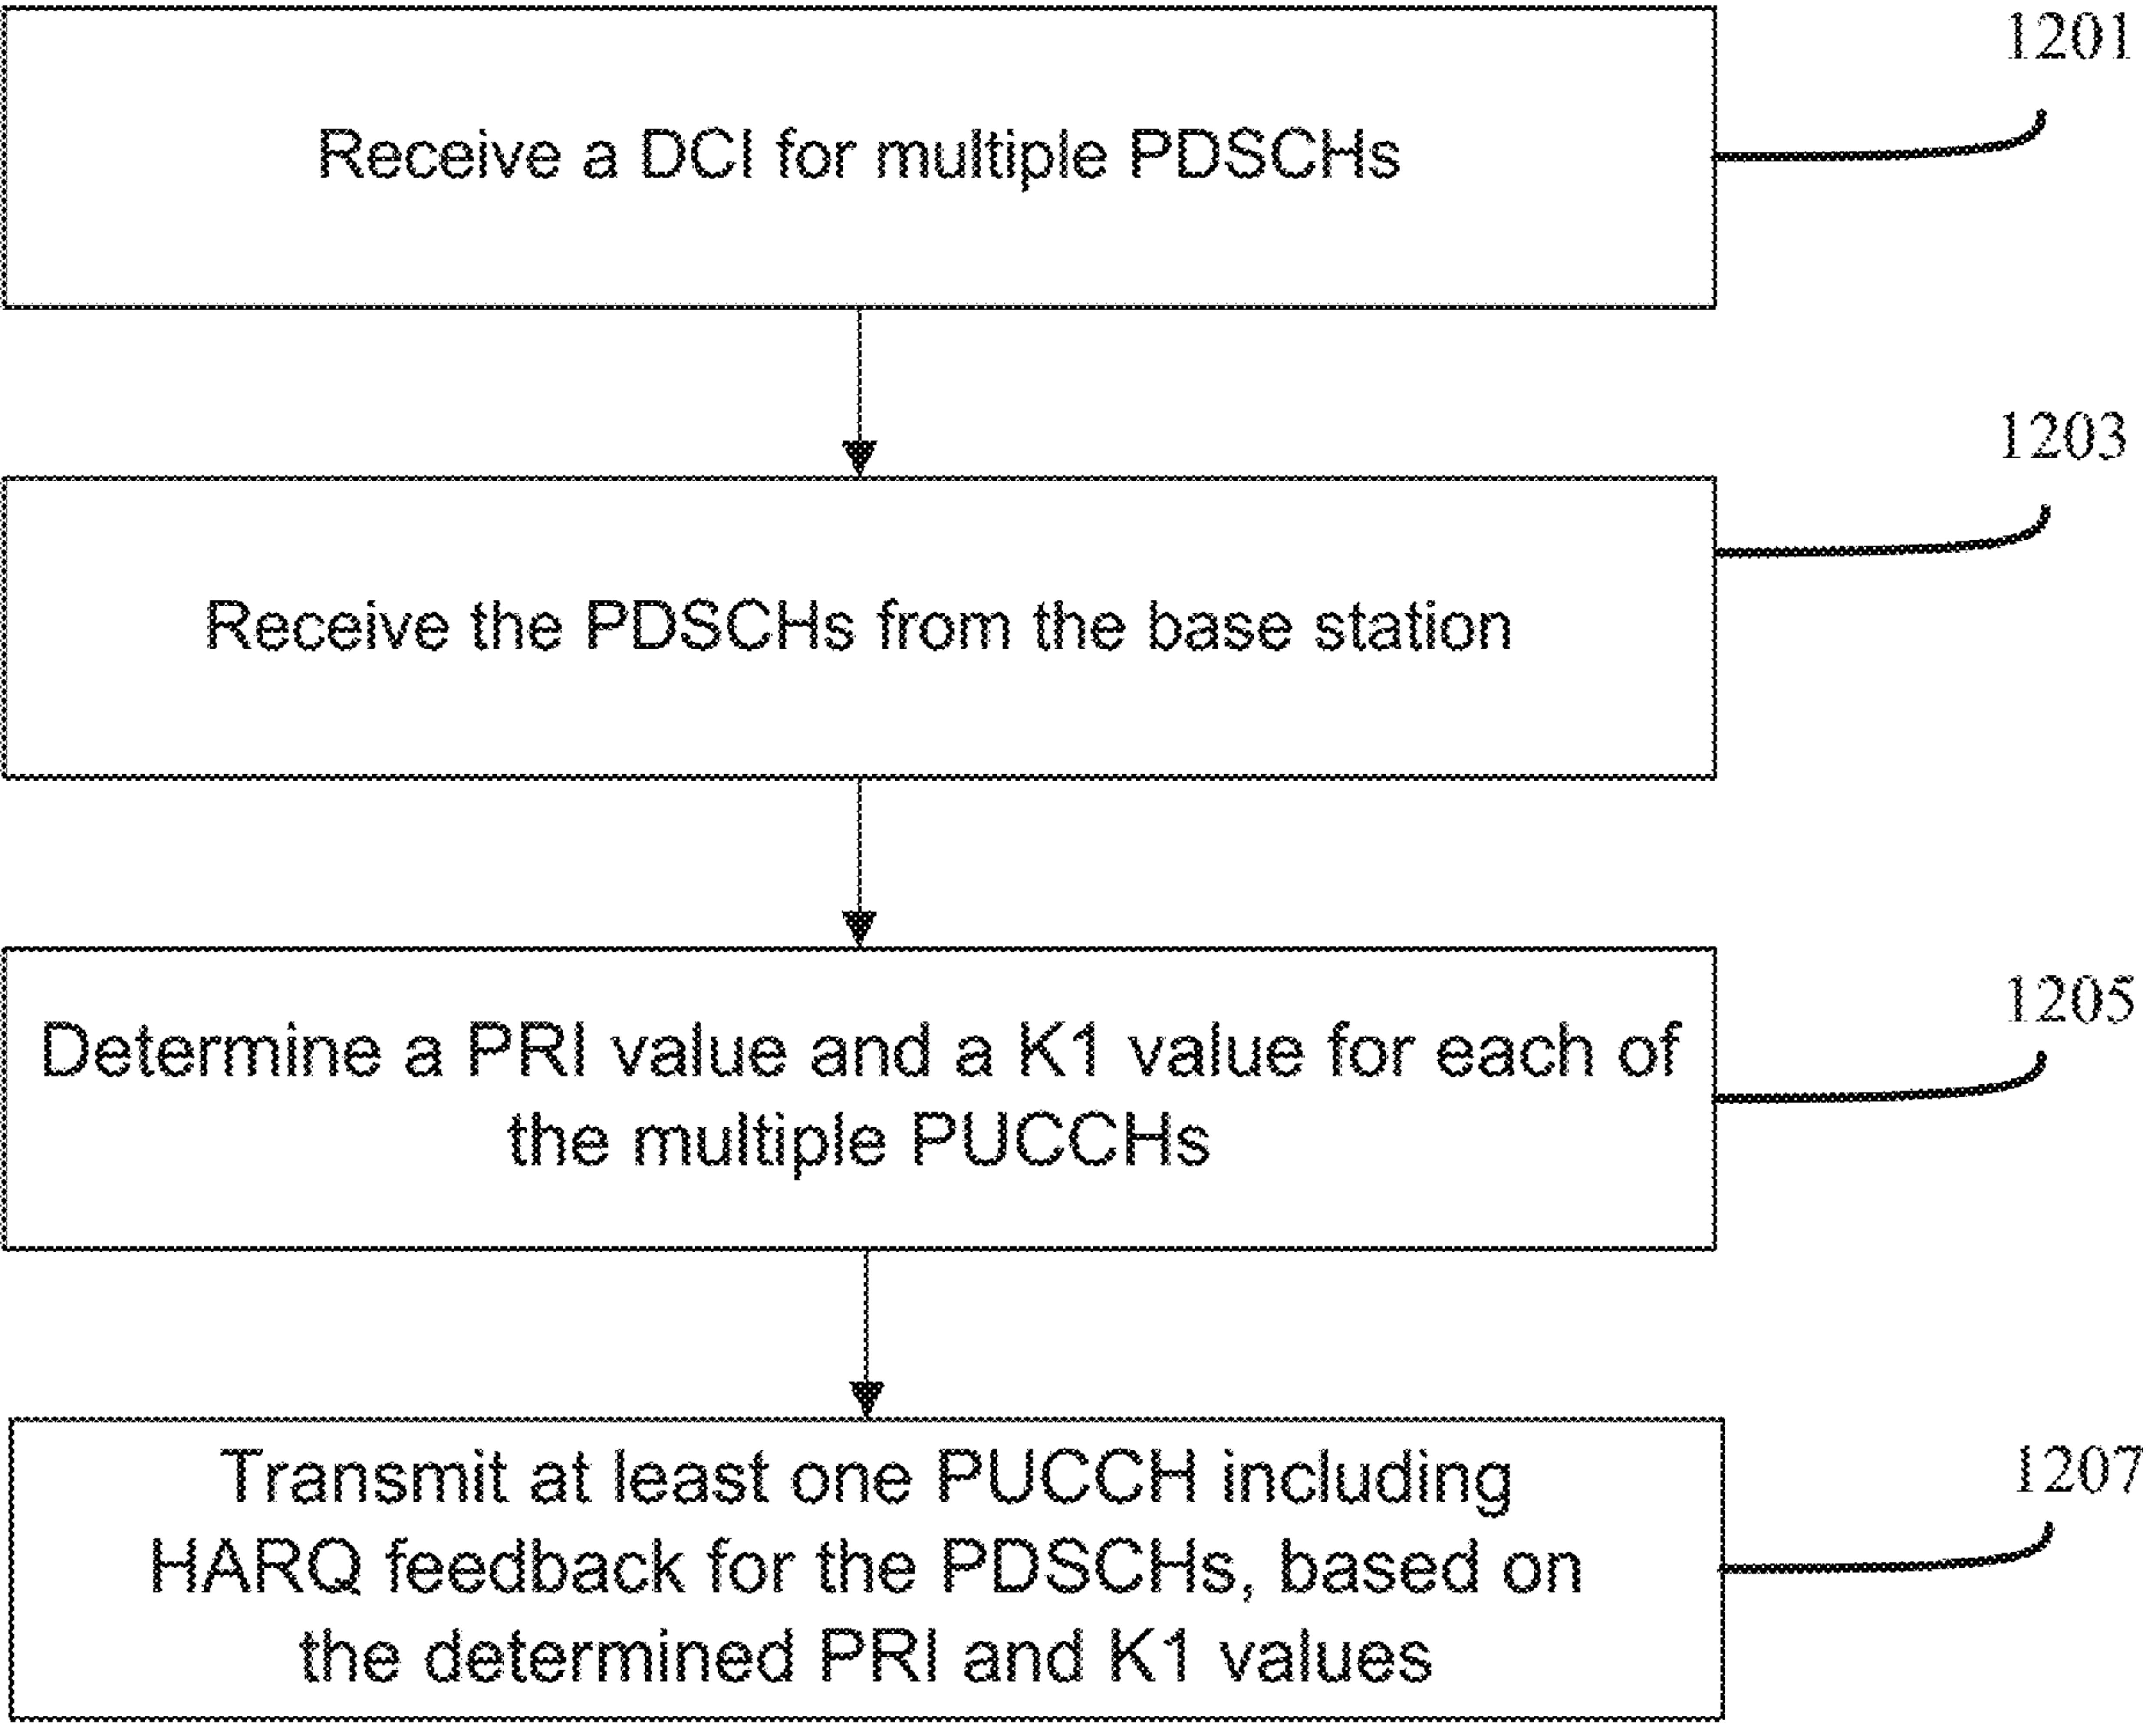 1201
Receive a DCI for multiple PDSCHs
1203
Receive the PDSCHs from the base station
1205
Determine a PRI value and a K1 value for each of
the multiple PUCCHs
1207
Transmit at least one PUCCH including
HARQ feedback for the PDSCHs, based on
the determined PRI and K1 values